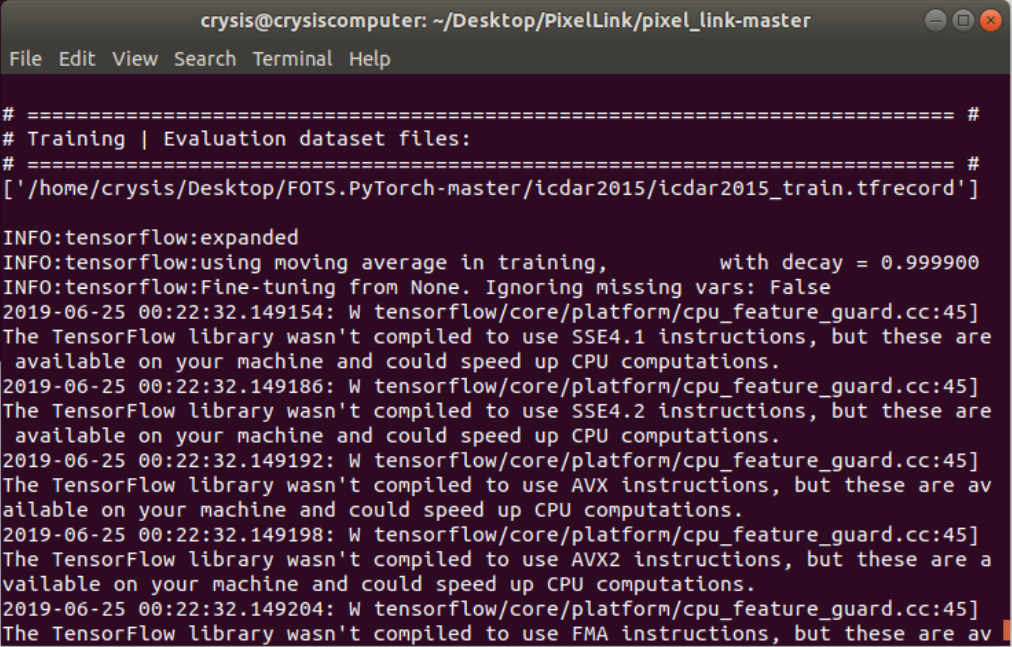 crysis@crysiscomputer: ~/Desktop/PixelLink/pixel_link-master
File Edit View Search Terminal Help
# =========================================================================== #
# Training | Evaluation dataset files:
# =========================================================================== #
['/home/crysis/Desktop/FOTS.PyTorch-master/icdar2015/icdar2015_train.tfrecord']
INFO:tensorflow:expanded
INFO:tensorflow:using moving average in training,         with decay = 0.999900
INFO:tensorflow:Fine-tuning from None. Ignoring missing vars: False
2019-06-25 00:22:32.149154: W tensorflow/core/platform/cpu_feature_guard.cc:45]
The TensorFlow library wasn't compiled to use SSE4.1 instructions, but these are
 available on your machine and could speed up CPU computations.
2019-06-25 00:22:32.149186: W tensorflow/core/platform/cpu_feature_guard.cc:45]
The TensorFlow library wasn't compiled to use SSE4.2 instructions, but these are
 available on your machine and could speed up CPU computations.
2019-06-25 00:22:32.149192: W tensorflow/core/platform/cpu_feature_guard.cc:45]
The TensorFlow library wasn't compiled to use AVX instructions, but these are av
ailable on your machine and could speed up CPU computations.
2019-06-25 00:22:32.149198: W tensorflow/core/platform/cpu_feature_guard.cc:45]
The TensorFlow library wasn't compiled to use AVX2 instructions, but these are a
vailable on your machine and could speed up CPU computations.
2019-06-25 00:22:32.149204: W tensorflow/core/platform/cpu_feature_guard.cc:45]
The TensorFlow library wasn't compiled to use FMA instructions, but these are av